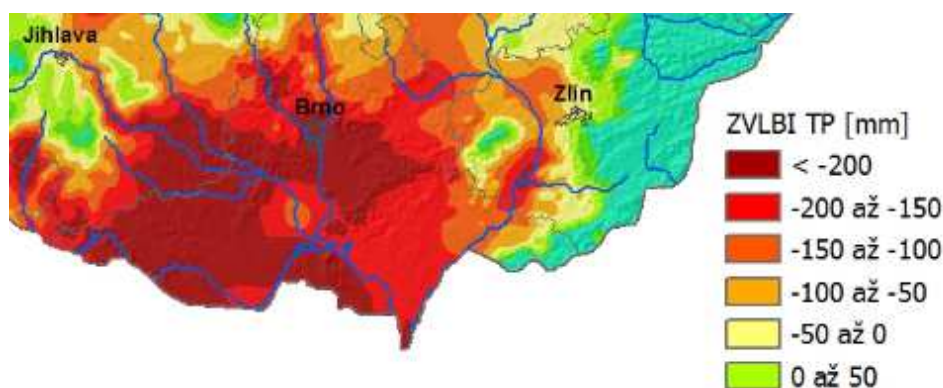 Jihlava
Brno
Zlín
ZVLBI TP [mm]
< -200
-200 až -150
-150 až -100
-100 až -50
-50 až 0
0 až 50